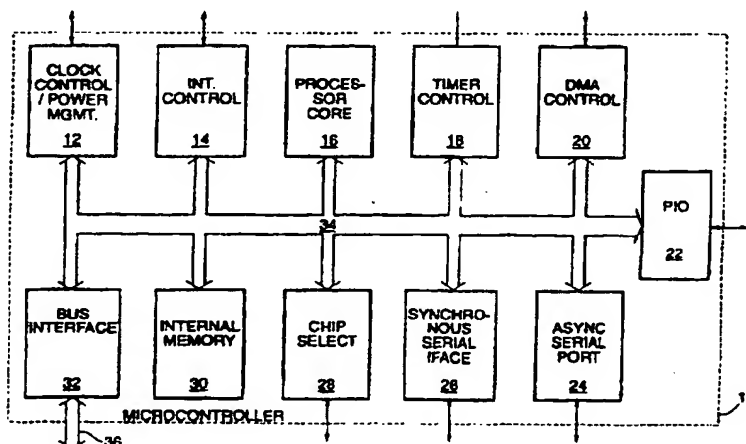 CLOCK
CONTROL
/ POWER
MGMT.
12
INT.
CONTROL
14
PROCES-
SOR
CORE
16
TIMER
CONTROL
18
DMA
CONTROL
20
PIO
22
34
BUS
INTERFACE
32
INTERNAL
MEMORY
30
CHIP
SELECT
28
SYNCHRO-
NOUS
SERIAL
IFACE
26
ASYNC
SERIAL
PORT
24
MICROCONTROLLER
36